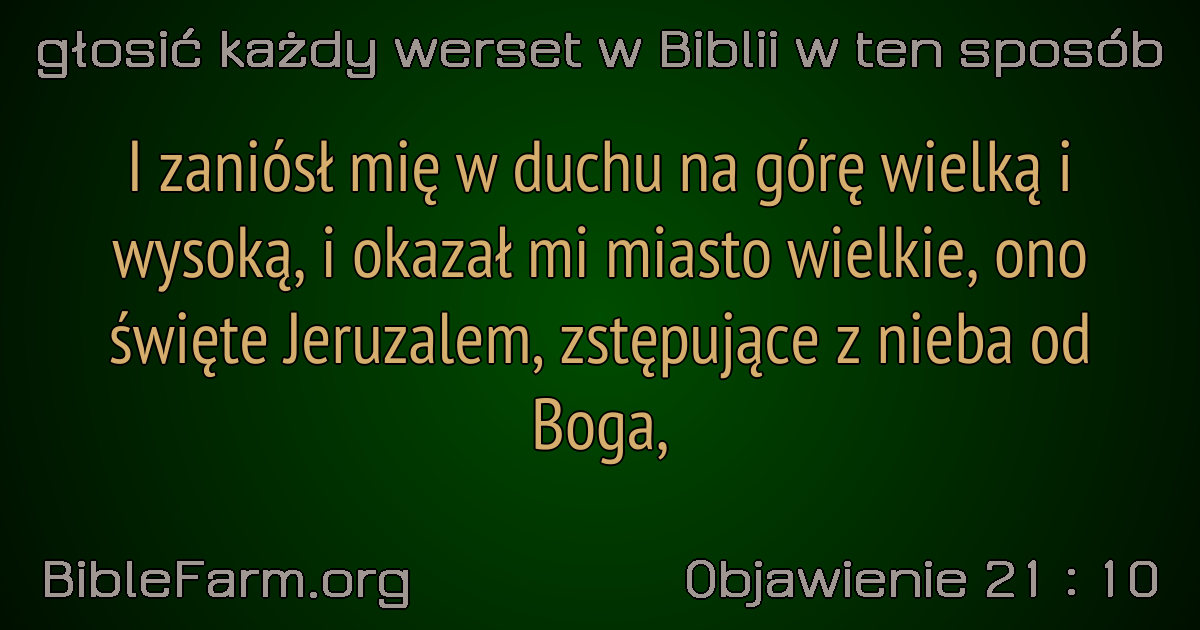 głosić każdy werset w Biblii w ten sposób
I zaniósł mię w duchu na górę wielką i
wysoką, i okazał mi miasto wielkie, ono
święte Jeruzalem, zstępujące z nieba od
Boga,
BibleFarm.org
Objawienie 21 : 10